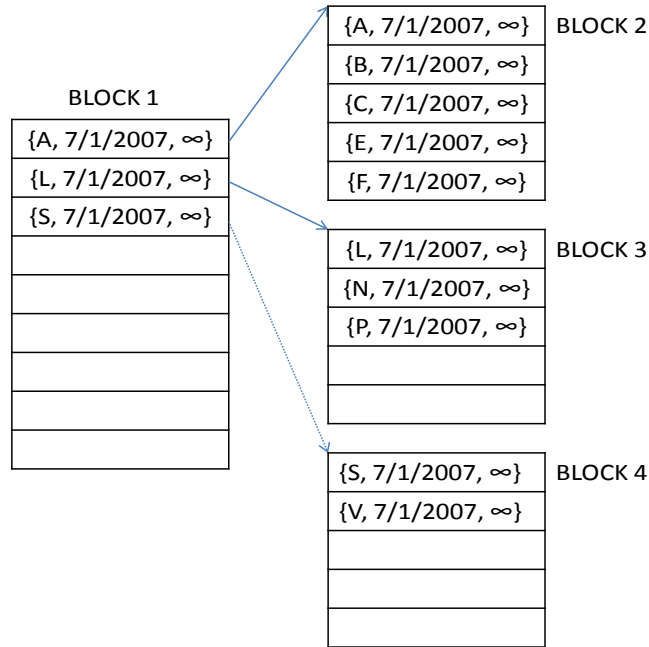 BLOCK 1
{A, 7/1/2007, ∞}
{L, 7/1/2007, ∞}
{S, 7/1/2007, ∞}
BLOCK 2
{A, 7/1/2007, ∞}
{B, 7/1/2007, ∞}
{C, 7/1/2007, ∞}
{E, 7/1/2007, ∞}
{F, 7/1/2007, ∞}
BLOCK 3
{L, 7/1/2007, ∞}
{N, 7/1/2007, ∞}
{P, 7/1/2007, ∞}
BLOCK 4
{S, 7/1/2007, ∞}
{V, 7/1/2007, ∞}